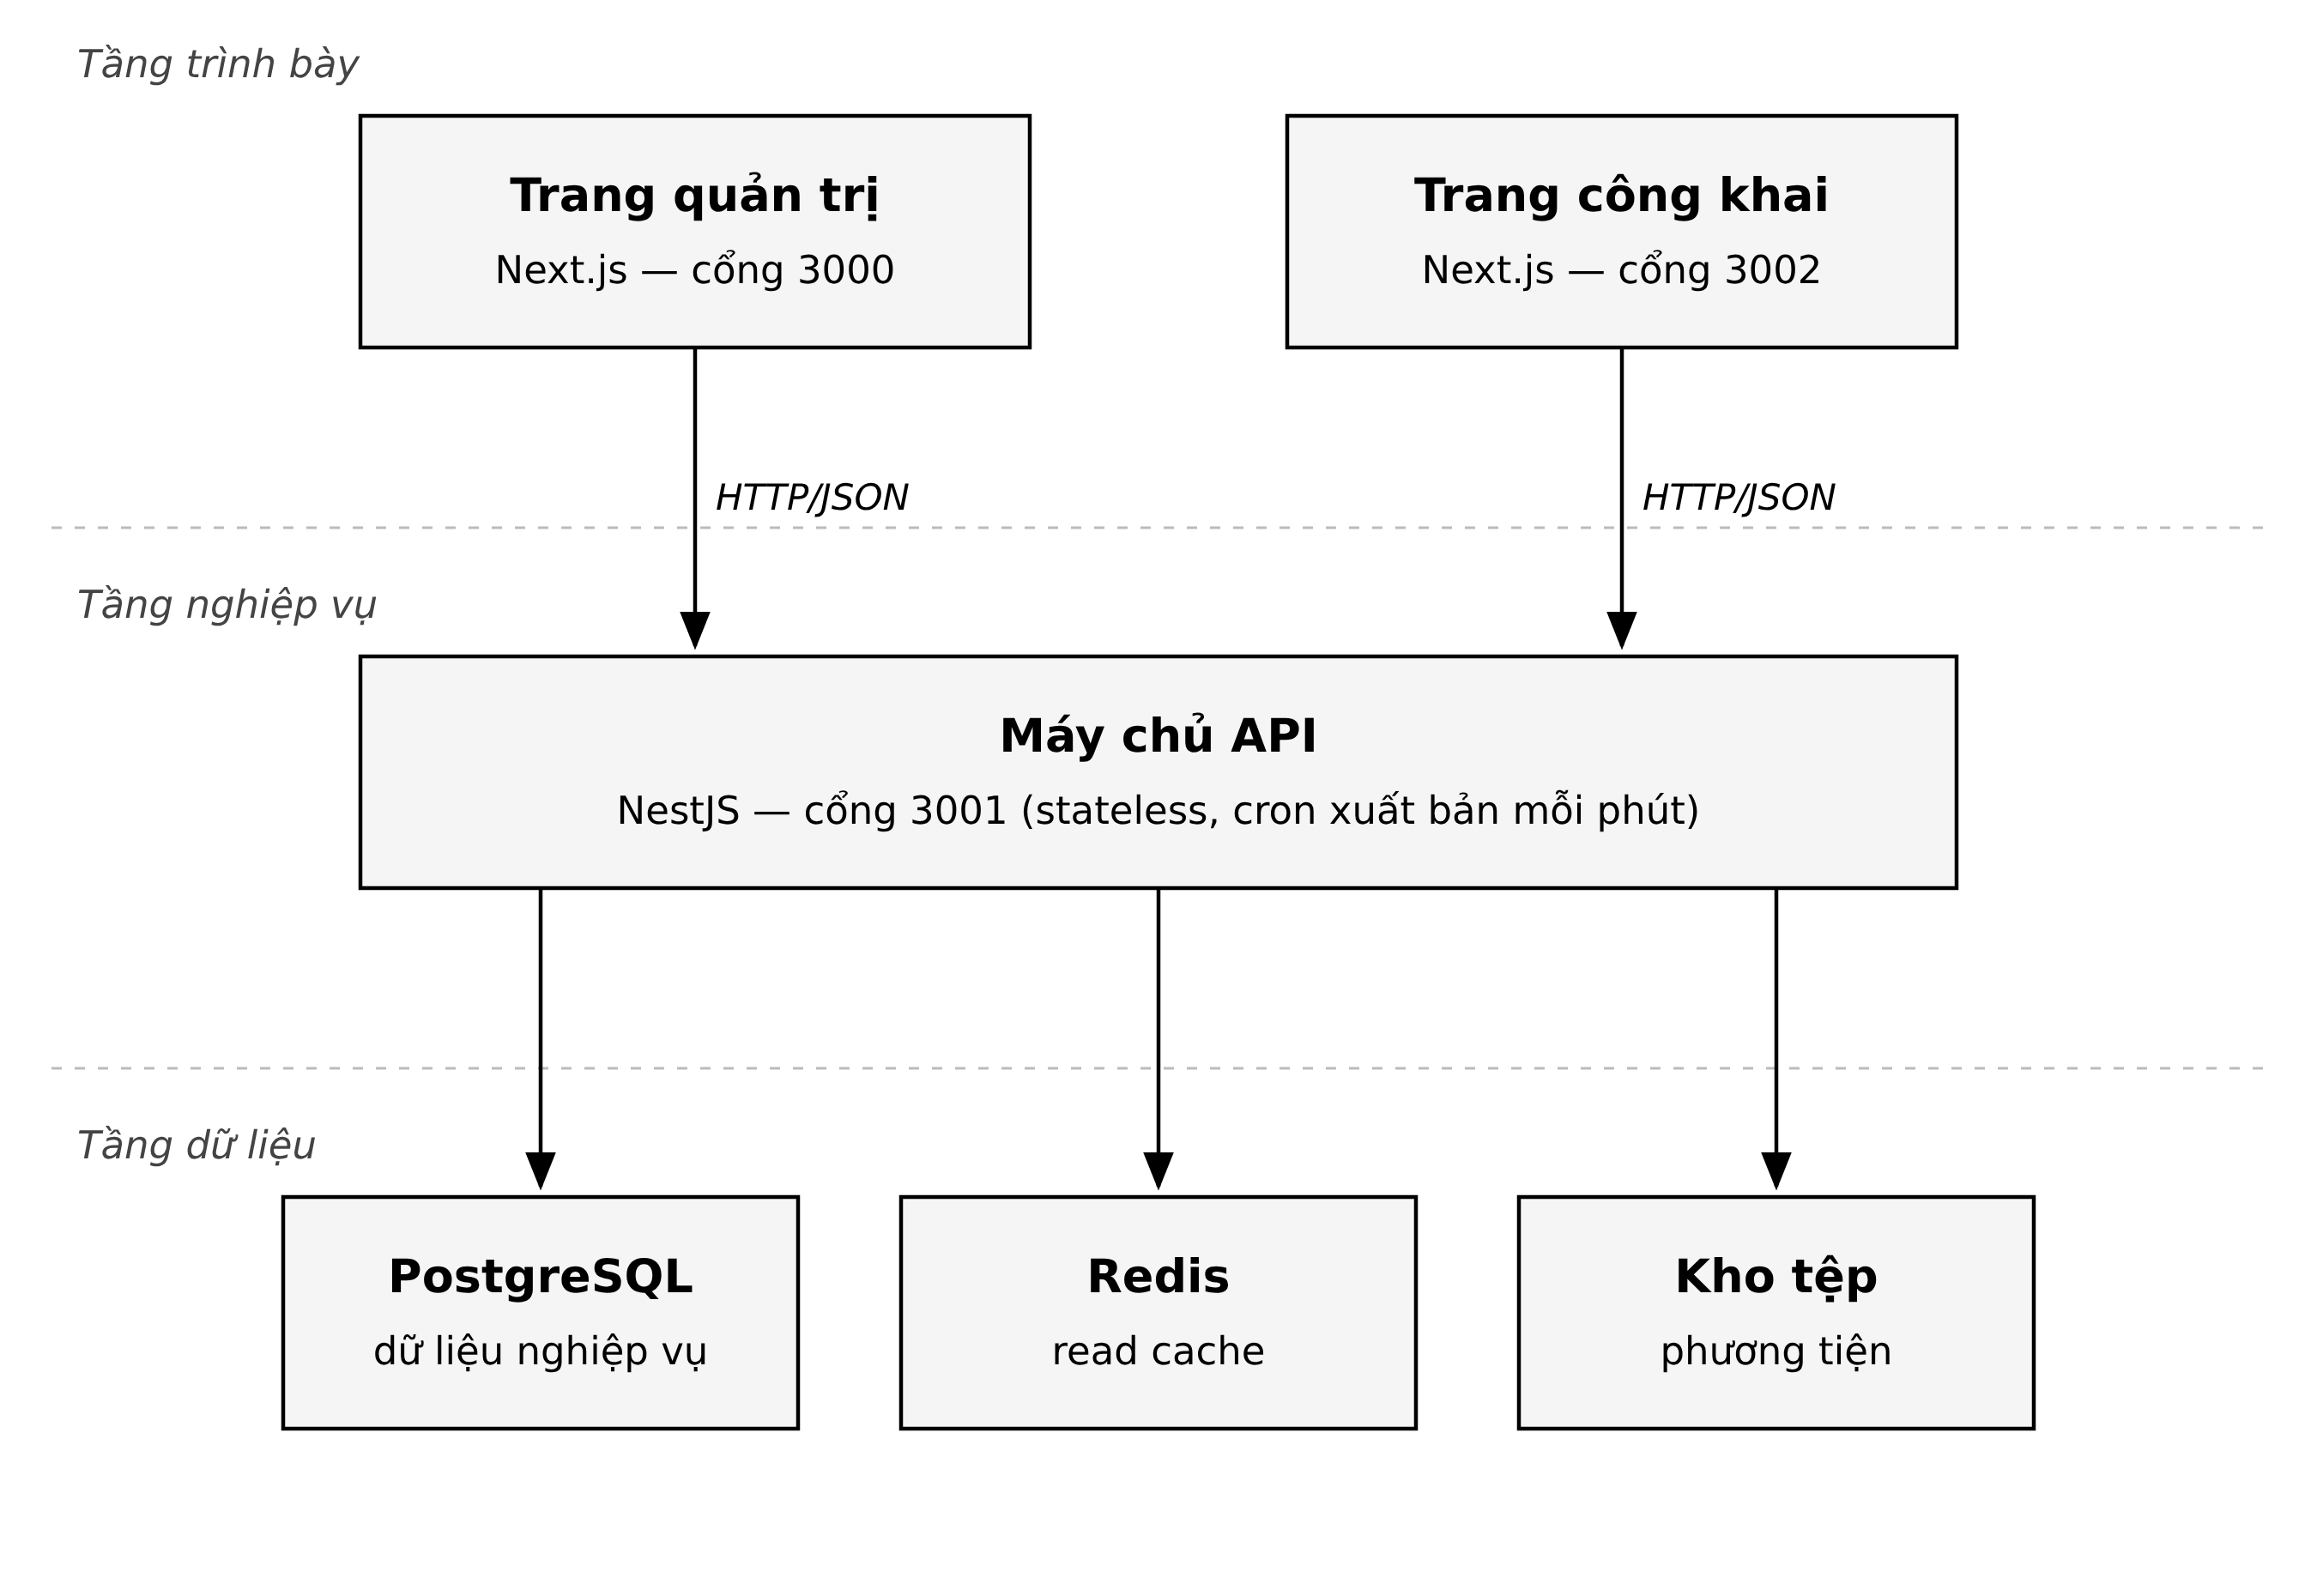 Tầng trình bày
Trang quản trị
Next.js — cổng 3000
Trang công khai
Next.js — cổng 3002
HTTP/JSON
HTTP/JSON
Tầng nghiệp vụ
Máy chủ API
NestJS — cổng 3001 (stateless, cron xuất bản mỗi phút)
Tầng dữ liệu
PostgreSQL
dữ liệu nghiệp vụ
Redis
read cache
Kho tệp
phương tiện